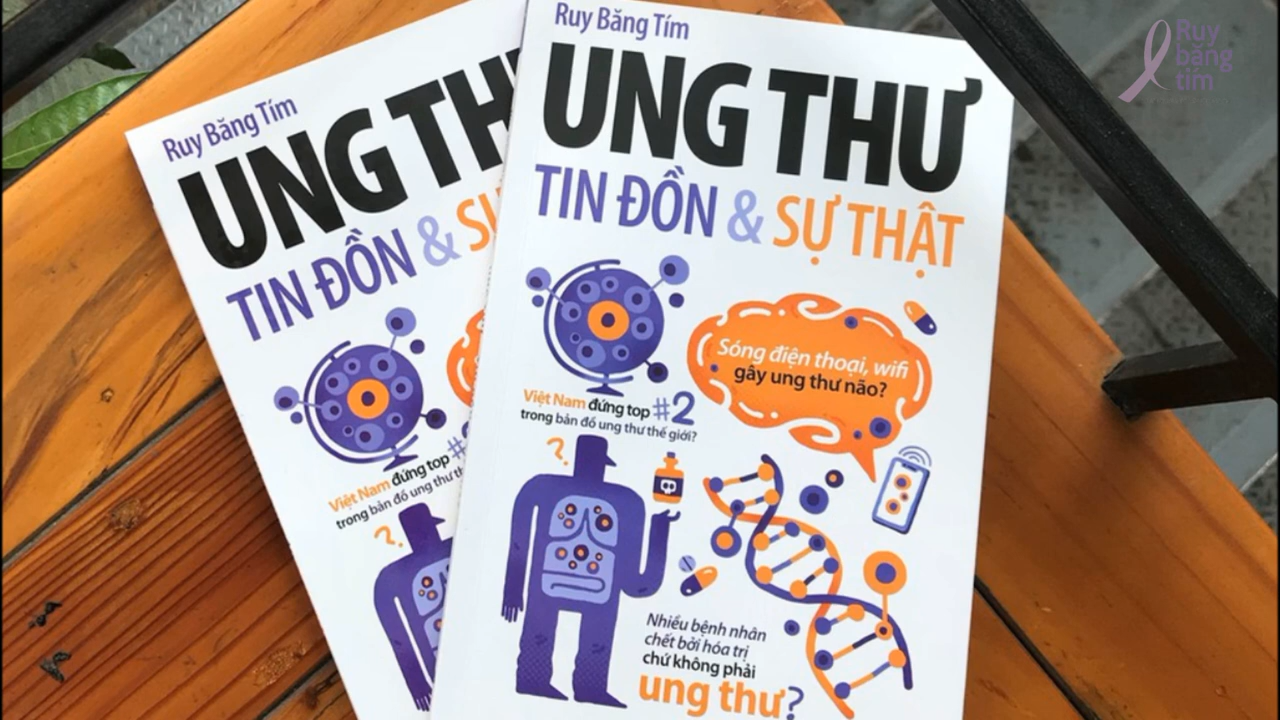 Ruy Băng Tím
UNG THƯ
TIN ĐỒN & SỰ THẬT
Sóng điện thoại, wifi
gây ung thư não?
Việt Nam đứng top #2
trong bản đồ ung thư thế giới?
Nhiều bệnh nhân
chết bởi hóa trị
chứ không phải
ung thư?
Ruy Băng Tím
UNG TH
TIN ĐỒN & SỰ
Việt Nam đứng top #
trong bản đồ ung thư th
Ruy
băng
tím